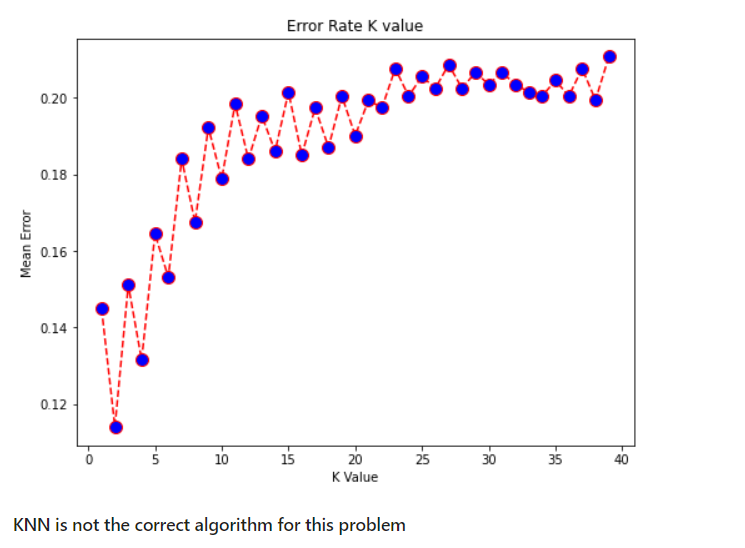 Error Rate K value
0.20
0.18
0.16
0.14
0.12
Mean Error
0 5 10 15 20 25 30 35 40
K Value
KNN is not the correct algorithm for this problem